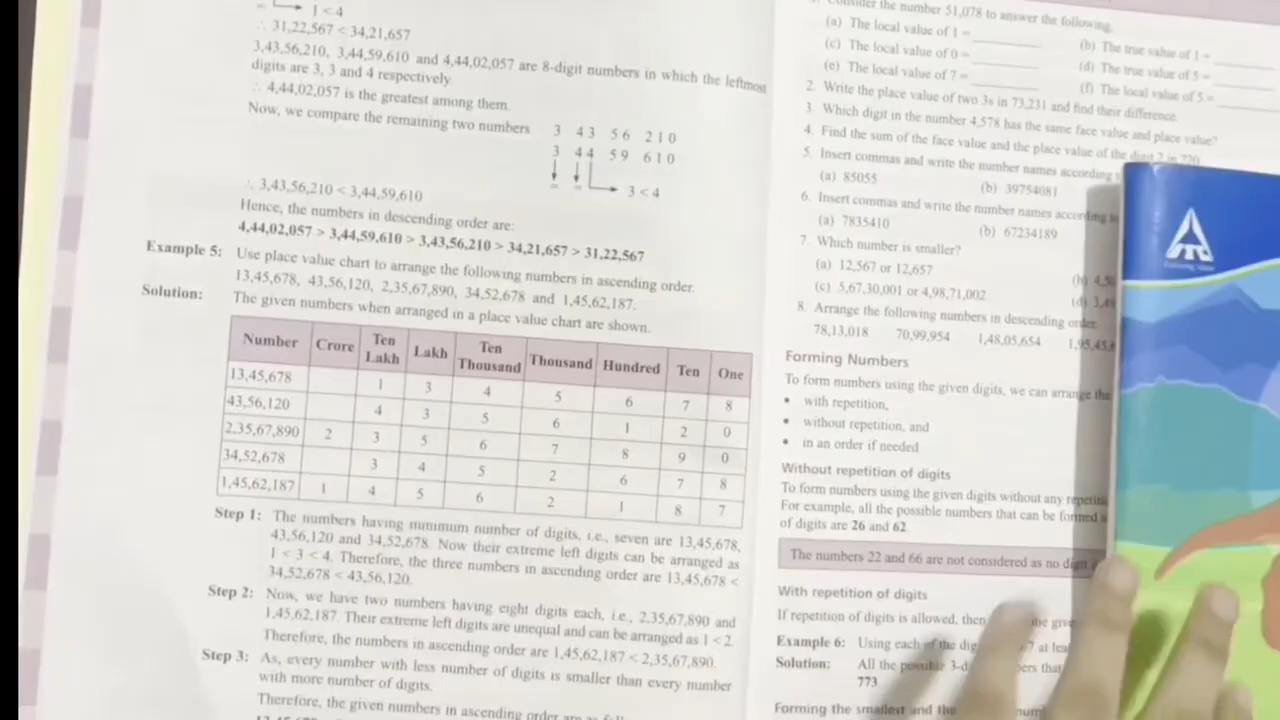 = 1 < 4
∴ 31,22,567 < 34,21,657
3,43,56,210, 3,44,59,610 and 4,44,02,057 are 8-digit numbers in which the leftmost
digits are 3, 3 and 4 respectively.
∴ 4,44,02,057 is the greatest among them.
Now, we compare the remaining two numbers
3 4 3 5 6 2 1 0
3 4 4 5 9 6 1 0
= = 3 < 4
∴ 3,43,56,210 < 3,44,59,610
Hence, the numbers in descending order are:
4,44,02,057 > 3,44,59,610 > 3,43,56,210 > 34,21,657 > 31,22,567
Example 5: Use place value chart to arrange the following numbers in ascending order.
13,45,678, 43,56,120, 2,35,67,890, 34,52,678 and 1,45,62,187.
Solution: The given numbers when arranged in a place value chart are shown.
Number Crore Ten Lakh Lakh Ten Thousand Thousand Hundred Ten One
13,45,678 1 3 4 5 6 7 8
43,56,120 4 3 5 6 1 2 0
2,35,67,890 2 3 5 6 7 8 9 0
34,52,678 3 4 5 2 6 7 8
1,45,62,187 1 4 5 6 2 1 8 7
Step 1: The numbers having minimum number of digits, i.e., seven are 13,45,678,
43,56,120 and 34,52,678. Now their extreme left digits can be arranged as
1 < 3 < 4. Therefore, the three numbers in ascending order are 13,45,678 <
34,52,678 < 43,56,120.
Step 2: Now, we have two numbers having eight digits each, i.e., 2,35,67,890 and
1,45,62,187. Their extreme left digits are unequal and can be arranged as 1 < 2.
Therefore, the numbers in ascending order are 1,45,62,187 < 2,35,67,890.
Step 3: As, every number with less number of digits is smaller than every number
with more number of digits.
Therefore, the given numbers in ascending order are as
the number 51,078 to answer the following.
(a) The local value of 1 = (b) The true value of 1 =
(c) The local value of 0 = (d) The true value of 5 =
(e) The local value of 7 = (f) The local value of 5 =
2. Write the place value of two 3s in 73,231 and find their difference.
3. Which digit in the number 4,578 has the same face value and place value?
4. Find the sum of the face value and the place value of the digit 2 in 720
5. Insert commas and write the number names according
(a) 85055 (b) 39754081
6. Insert commas and write the number names according
(a) 7835410 (b) 67234189
7. Which number is smaller?
(a) 12,567 or 12,657 (b)
(c) 5,67,30,001 or 4,98,71,002 (d)
8. Arrange the following numbers in descending order.
78,13,018 70,99,954 1,48,05,654
Forming Numbers
To form numbers using the given digits, we can arrange the
• with repetition,
• without repetition, and
• in an order if needed
Without repetition of digits
To form numbers using the given digits without any
For example, all the possible numbers that can be formed
of digits are 26 and 62.
The numbers 22 and 66 are not considered as no digit
With repetition of digits
If repetition of digits is allowed, then the
Example 6: Using each of the 7 at
Solution: All the possible that
773
Forming the smallest and the
ITC